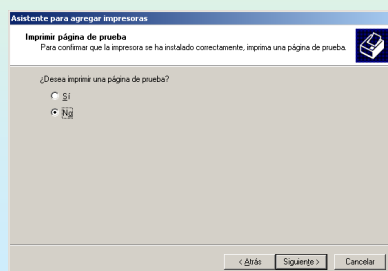 Asistente para agregar impresoras
Imprimir página de prueba
Para confirmar que la impresora se ha instalado correctamente, imprima una página de prueba.
¿Desea imprimir una página de prueba?
Sí
No
< Atrás Siguiente > Cancelar